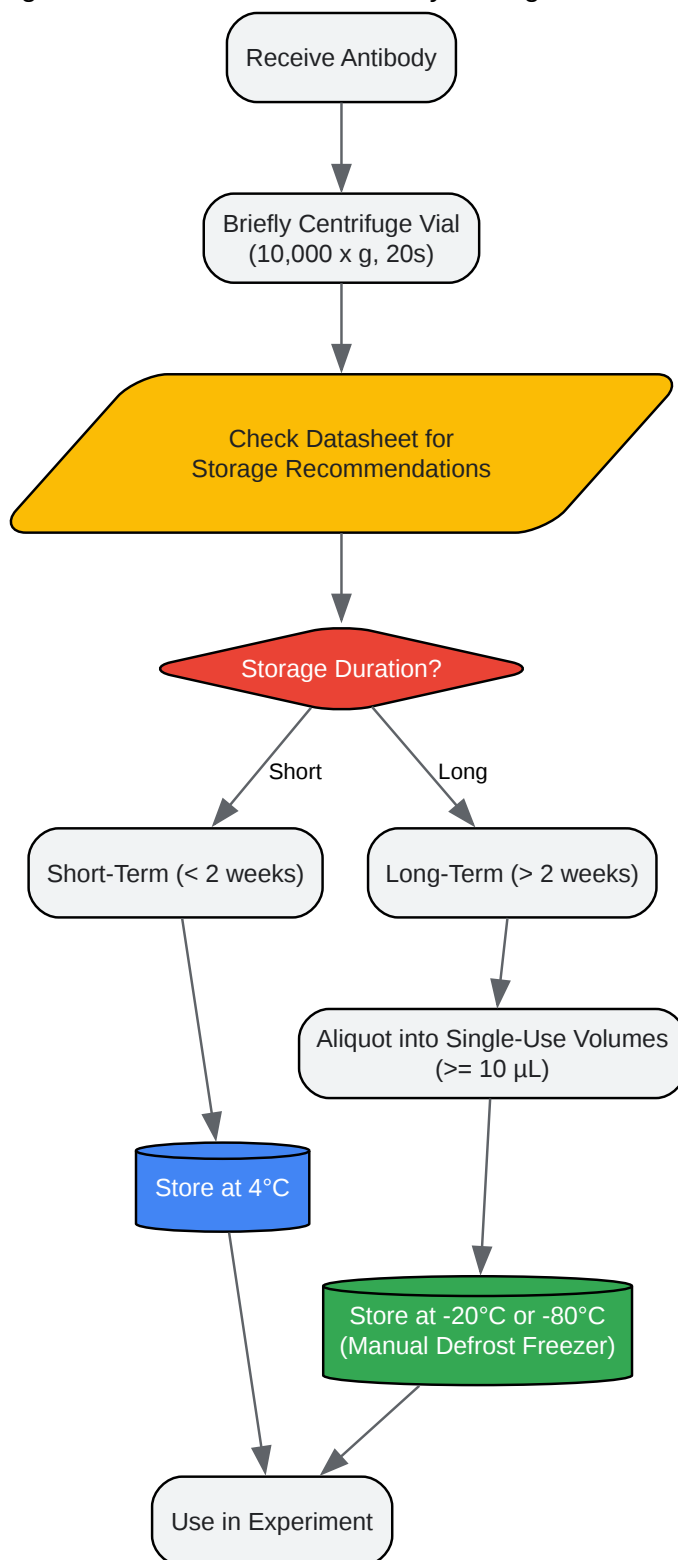 Receive Antibody
Briefly Centrifuge Vial
(10,000 x g, 20s)
Check Datasheet for
Storage Recommendations
Storage Duration?
Short
Long
Short-Term (< 2 weeks)
Long-Term (> 2 weeks)
Aliquot into Single-Use Volumes
(>= 10 µL)
Store at 4°C
Store at -20°C or -80°C
(Manual Defrost Freezer)
Use in Experiment